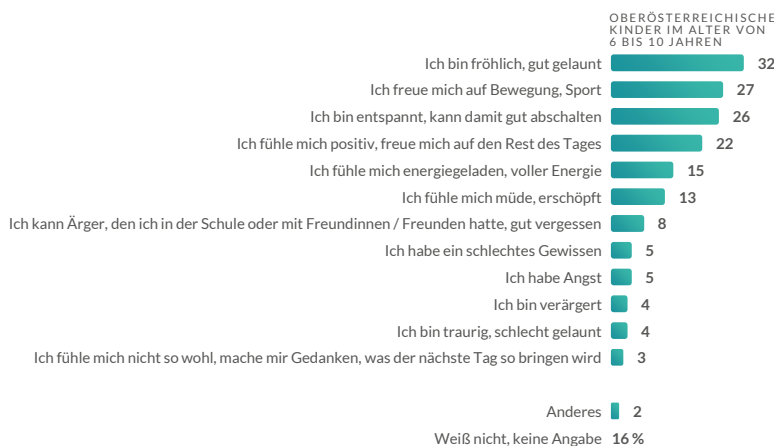 OBERÖSTERREICHISCHE
KINDER IM ALTER VON
6 BIS 10 JAHREN
Ich bin fröhlich, gut gelaunt 32
Ich freue mich auf Bewegung, Sport 27
Ich bin entspannt, kann damit gut abschalten 26
Ich fühle mich positiv, freue mich auf den Rest des Tages 22
Ich fühle mich energiegeladen, voller Energie 15
Ich fühle mich müde, erschöpft 13
Ich kann Ärger, den ich in der Schule oder mit Freundinnen / Freunden hatte, gut vergessen 8
Ich habe ein schlechtes Gewissen 5
Ich habe Angst 5
Ich bin verärgert 4
Ich bin traurig, schlecht gelaunt 4
Ich fühle mich nicht so wohl, mache mir Gedanken, was der nächste Tag so bringen wird 3
Anderes 2
Weiß nicht, keine Angabe 16 %